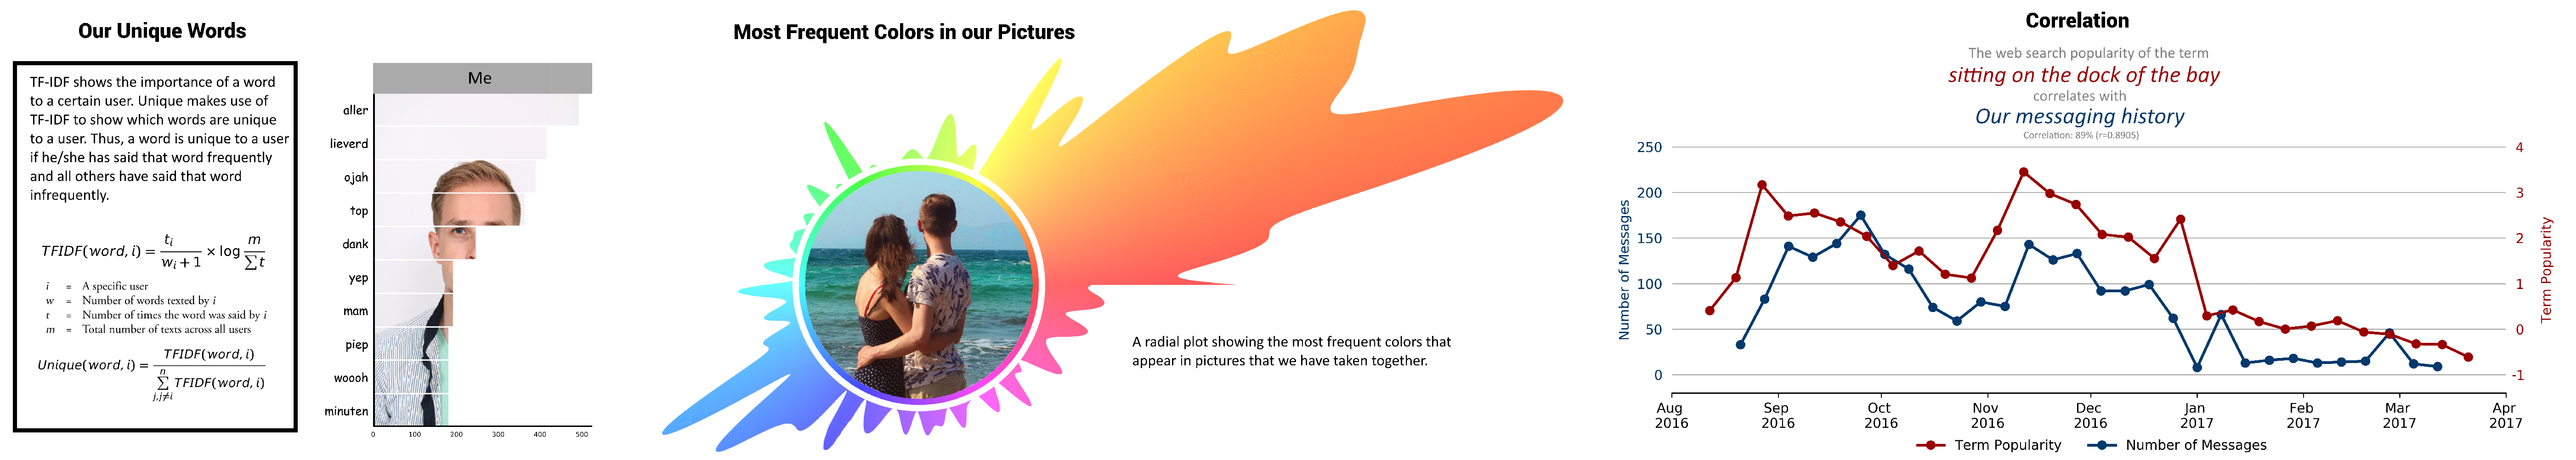 Our Unique Words
TF-IDF shows the importance of a word
to a certain user. Unique makes use of
TF-IDF to show which words are unique
to a user. Thus, a word is unique to a user
if he/she has said that word frequently
and all others have said that word
infrequently.
TFIDF(word, i) = t_i / (w_i + 1) × log m / ∑t
i = A specific user
w = Number of words texted by i
t = Number of times the word was said by i
m = Total number of texts across all users
Unique(word, i) = TFIDF(word, i) / n ∑ j,j≠i TFIDF(word, i)
Me
aller
lieverd
ojah
top
dank
yep
mam
piep
woooh
minuten
0 100 200 300 400 500
Most Frequent Colors in our Pictures
A radial plot showing the most frequent colors that
appear in pictures that we have taken together.
Correlation
The web search popularity of the term
sitting on the dock of the bay
correlates with
Our messaging history
Correlation: 89% (r=0.8905)
Number of Messages
250
200
150
100
50
0
4
3
2
1
0
-1
Term Popularity
Aug Sep Oct Nov Dec Jan Feb Mar Apr
2016 2016 2016 2016 2016 2017 2017 2017 2017
Term Popularity Number of Messages